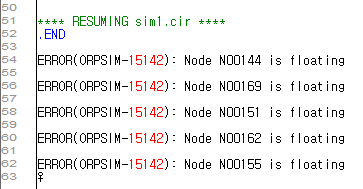 50
51 **** RESUMING sim1.cir ****
52 .END
53
54 ERROR(ORPSIM-15142): Node N00144 is floating
55
56 ERROR(ORPSIM-15142): Node N00169 is floating
57
58 ERROR(ORPSIM-15142): Node N00151 is floating
59
60 ERROR(ORPSIM-15142): Node N00162 is floating
61
62 ERROR(ORPSIM-15142): Node N00155 is floating
63 ♀